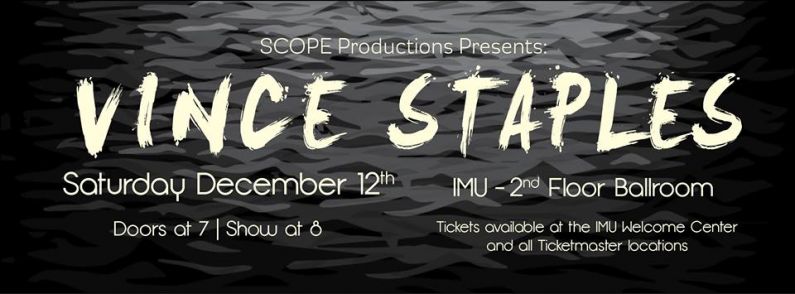 SCOPE Productions Presents:
VINCE STAPLES
Saturday December 12th
IMU - 2nd Floor Ballroom
Doors at 7 | Show at 8
Tickets available at the IMU Welcome Center
and all Ticketmaster locations